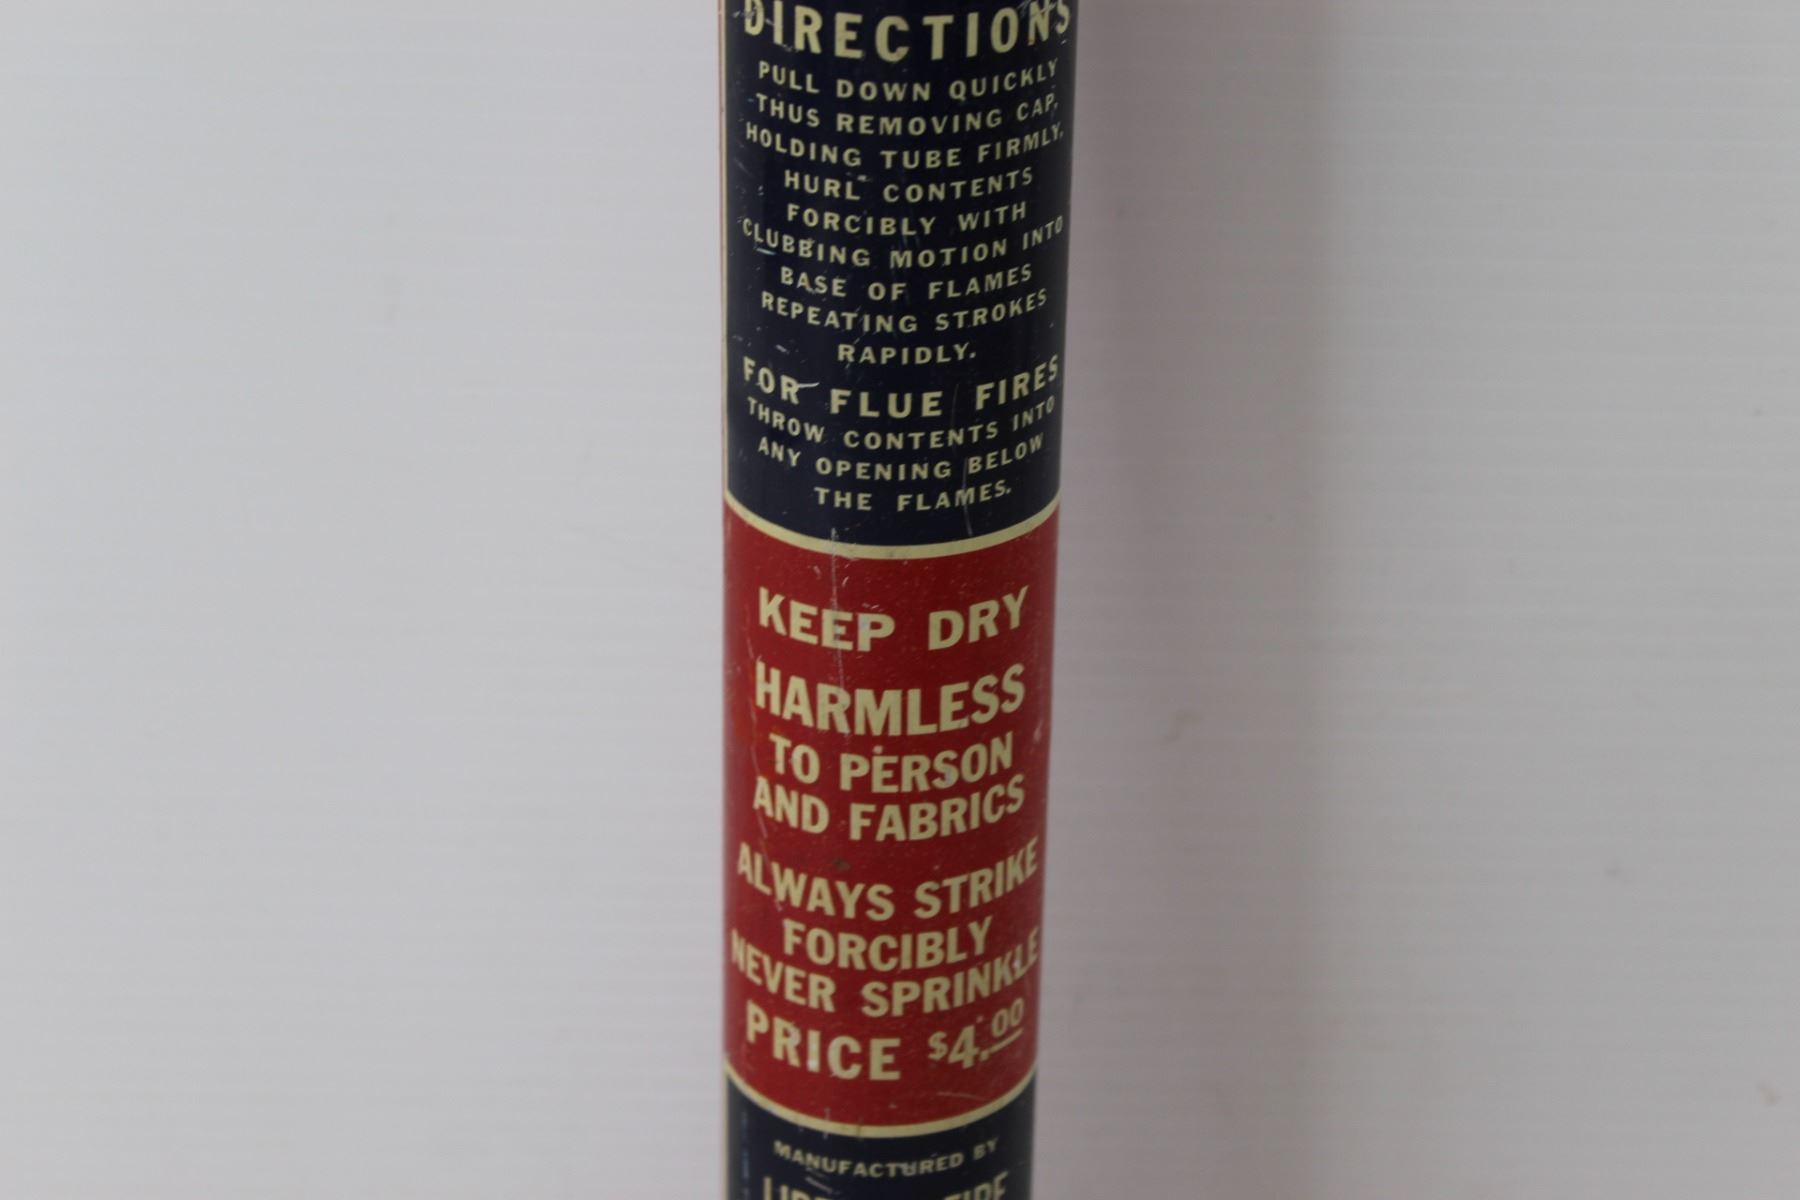 DIRECTIONS
PULL DOWN QUICKLY
THUS REMOVING CAP,
HOLDING TUBE FIRMLY,
HURL CONTENTS
FORCIBLY WITH
CLUBBING MOTION INTO
BASE OF FLAMES
REPEATING STROKES
RAPIDLY.
FOR FLUE FIRES
THROW CONTENTS INTO
ANY OPENING BELOW
THE FLAMES.
KEEP DRY
HARMLESS
TO PERSON
AND FABRICS
ALWAYS STRIKE
FORCIBLY
NEVER SPRINKLE
PRICE $4.00
MANUFACTURED BY